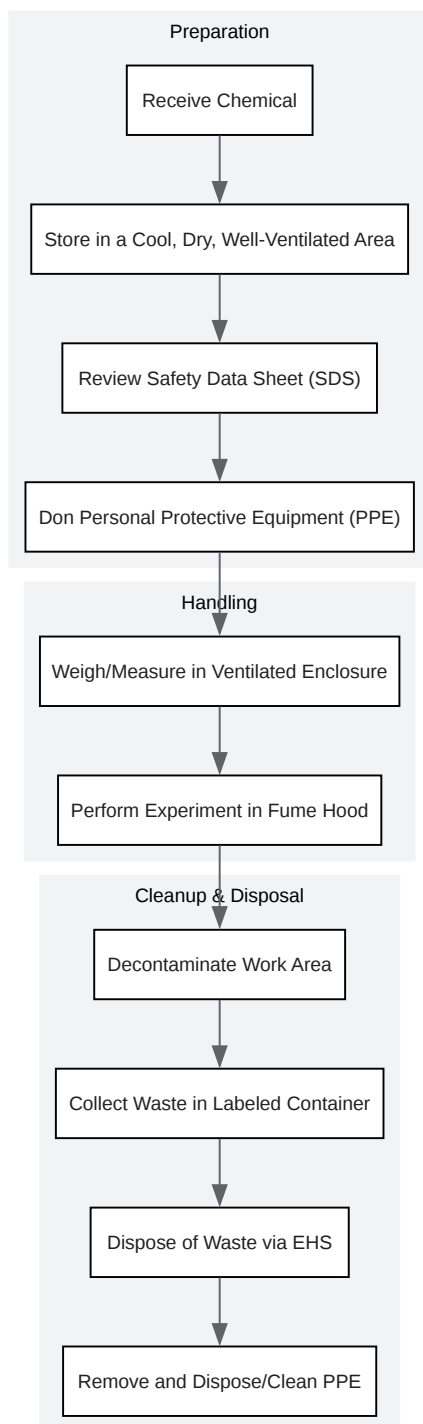 Preparation
Receive Chemical
Store in a Cool, Dry, Well-Ventilated Area
Review Safety Data Sheet (SDS)
Don Personal Protective Equipment (PPE)
Handling
Weigh/Measure in Ventilated Enclosure
Perform Experiment in Fume Hood
Cleanup & Disposal
Decontaminate Work Area
Collect Waste in Labeled Container
Dispose of Waste via EHS
Remove and Dispose/Clean PPE